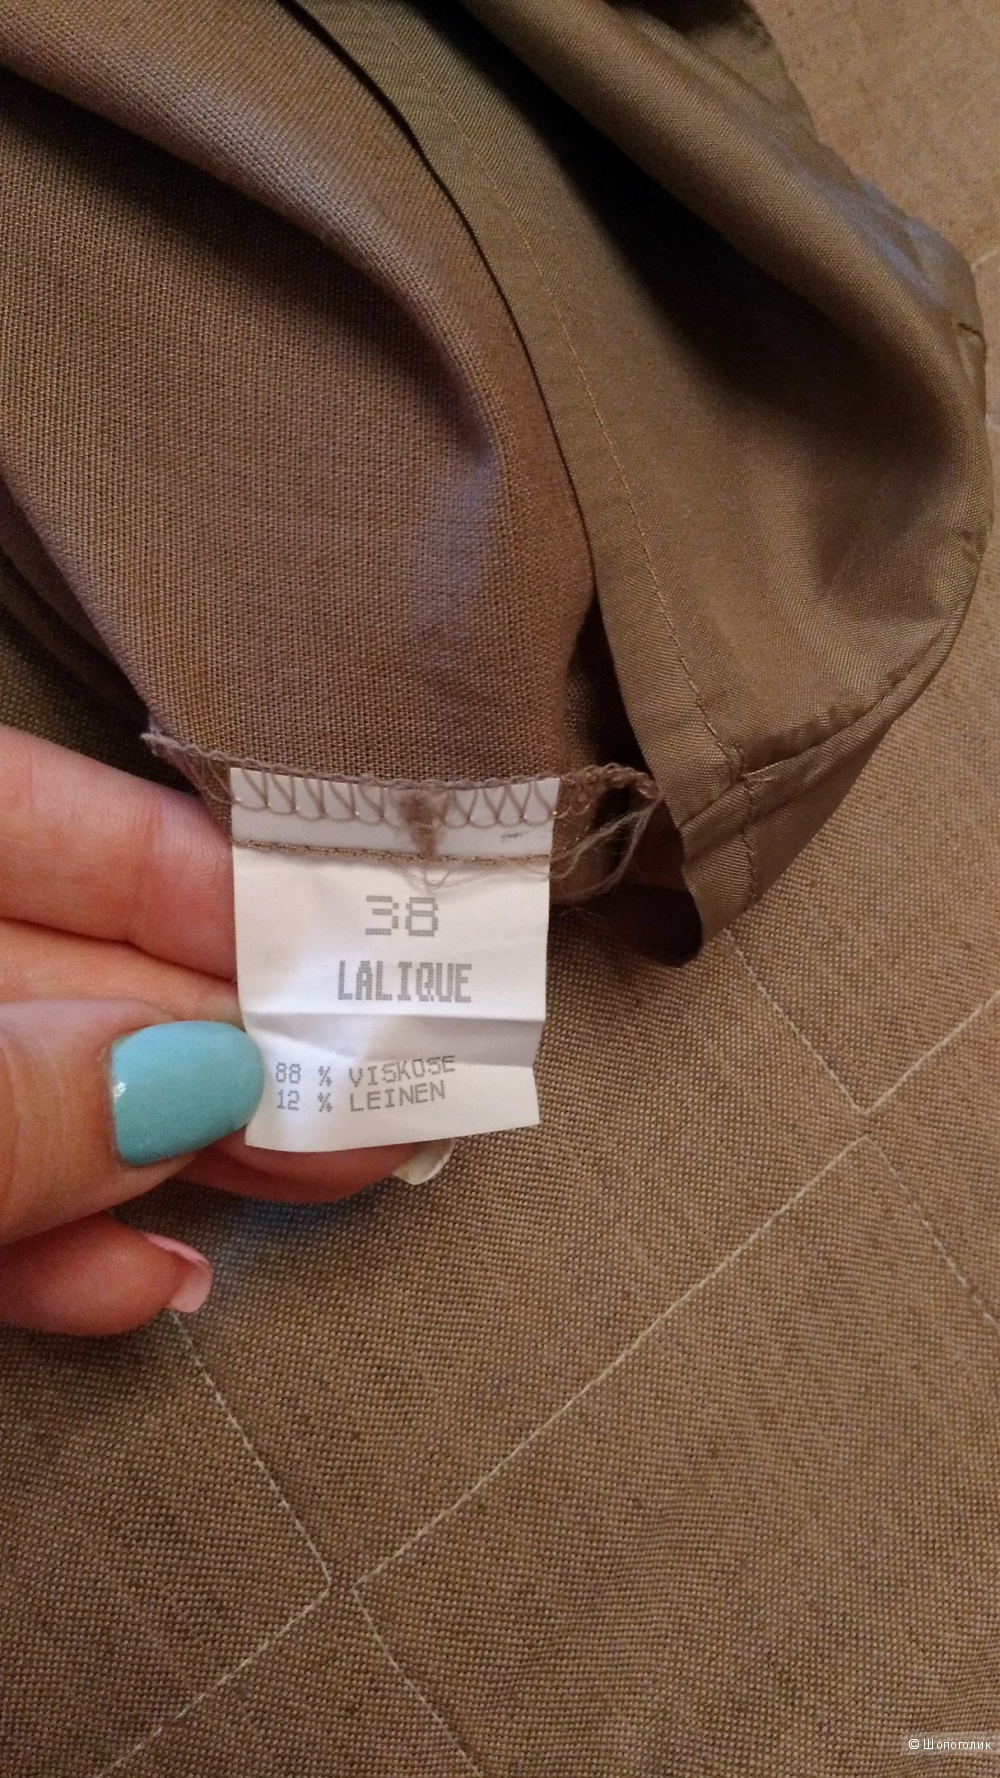 38
LALIQUE
88 % VISKOSE
12 % LEINEN
© Шопоголик